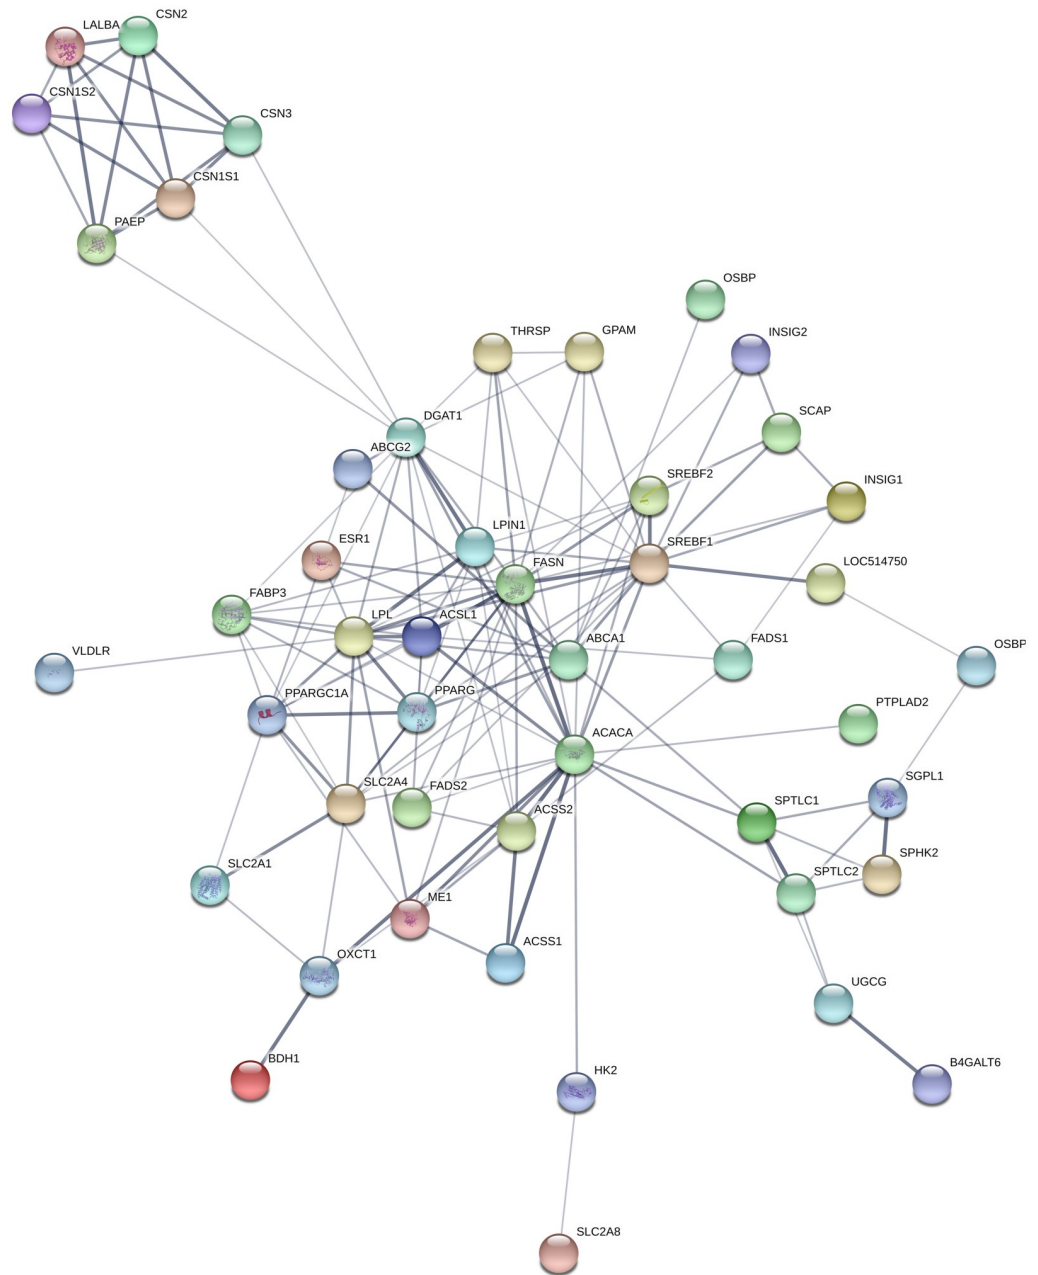 CSN2
LALBA
CSN1S2
CSN3
CSN1S1
PAEP
OSBP
THRSP
GPAM
INSIG2
DGAT1
SCAP
ABCG2
SREBF2
INSIG1
LPIN1
ESR1
SREBF1
FASN
LOC514750
FABP3
LPL
ACSL1
ABCA1
FADS1
OSBP
VLDLR
PPARGC1A
PPARG
PTPLAD2
ACACA
SGPL1
SLC2A4
FADS2
ACSS2
SPTLC1
SPHK2
SLC2A1
SPTLC2
ME1
ACSS1
OXCT1
UGCG
BDH1
HK2
B4GALT6
SLC2A8